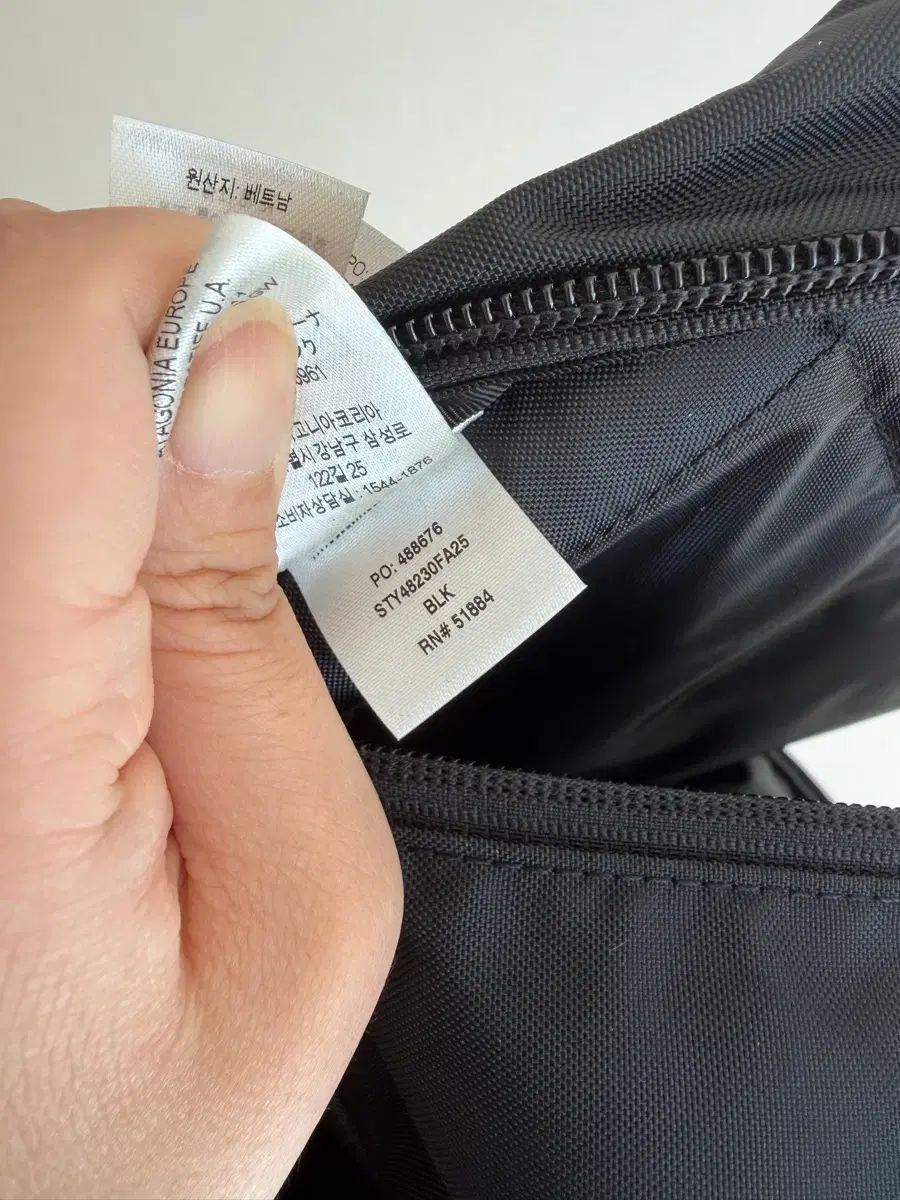 원산지: 베트남
PO:
AGONIA EUROPE
U.A
961
고니아코리아
별시 강남구 삼성로
122길 25
소비자상담실 : 1544-1876
PO: 488676
STY48230FA25
BLK
RN# 51884